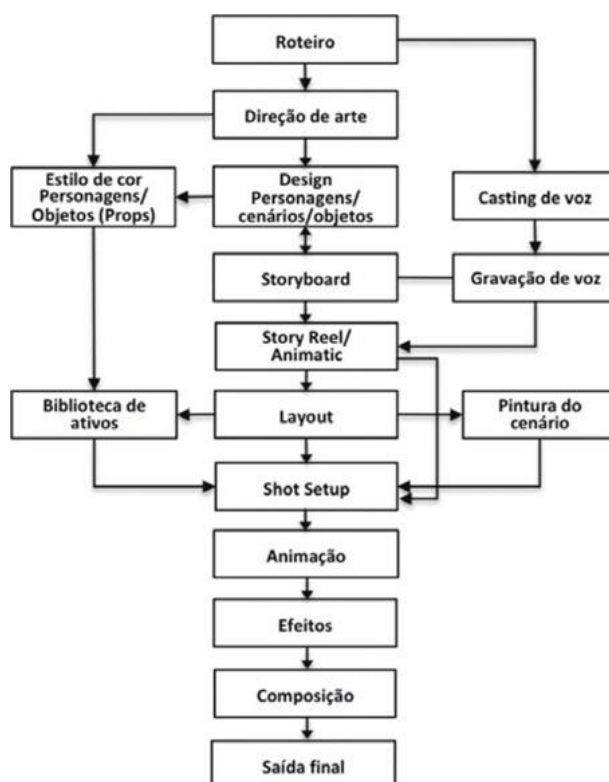 Roteiro
Direção de arte
Estilo de cor
Personagens/
Objetos (Props)
Design
Personagens/
cenários/objetos
Casting de voz
Storyboard
Gravação de voz
Story Reel/
Animatic
Biblioteca de
ativos
Layout
Pintura do
cenário
Shot Setup
Animação
Efeitos
Composição
Saída final